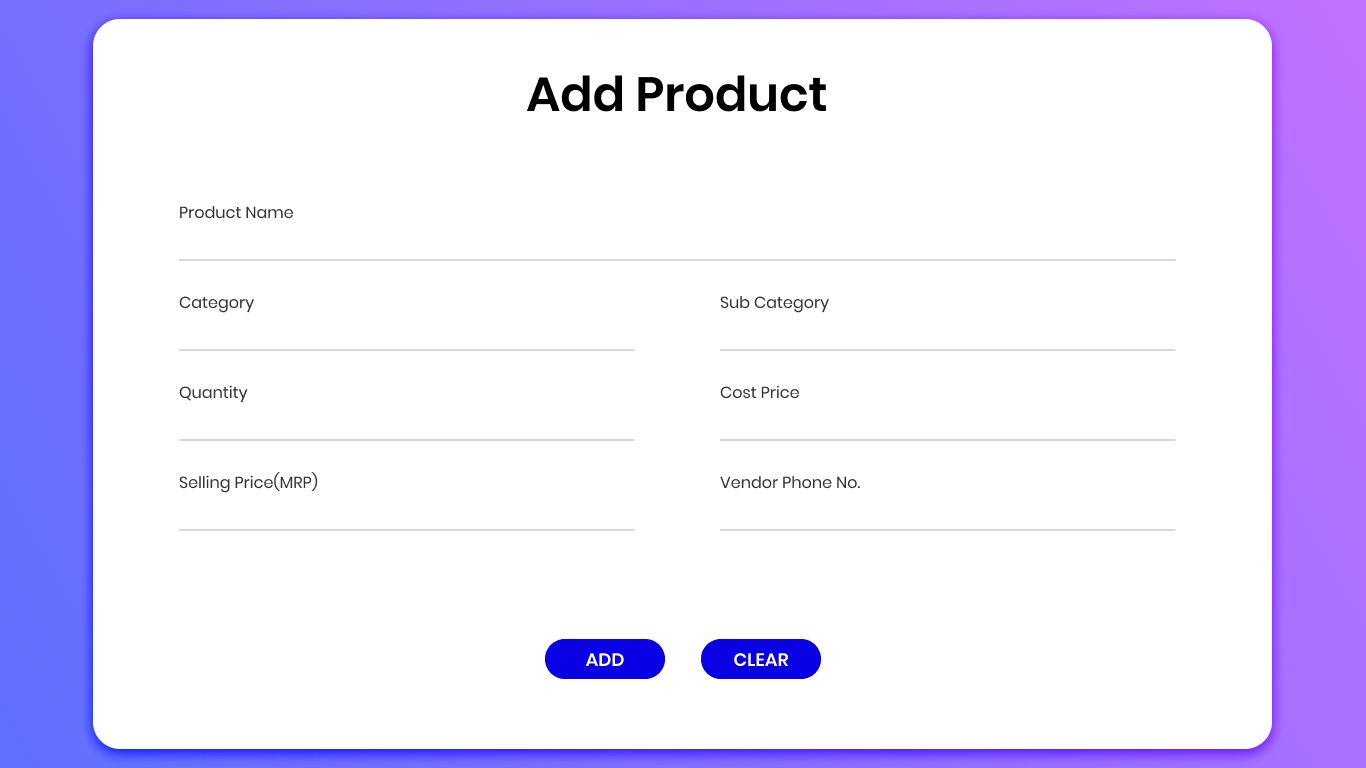 Add Product
Product Name
Category
Sub Category
Quantity
Cost Price
Selling Price(MRP)
Vendor Phone No.
ADD
CLEAR